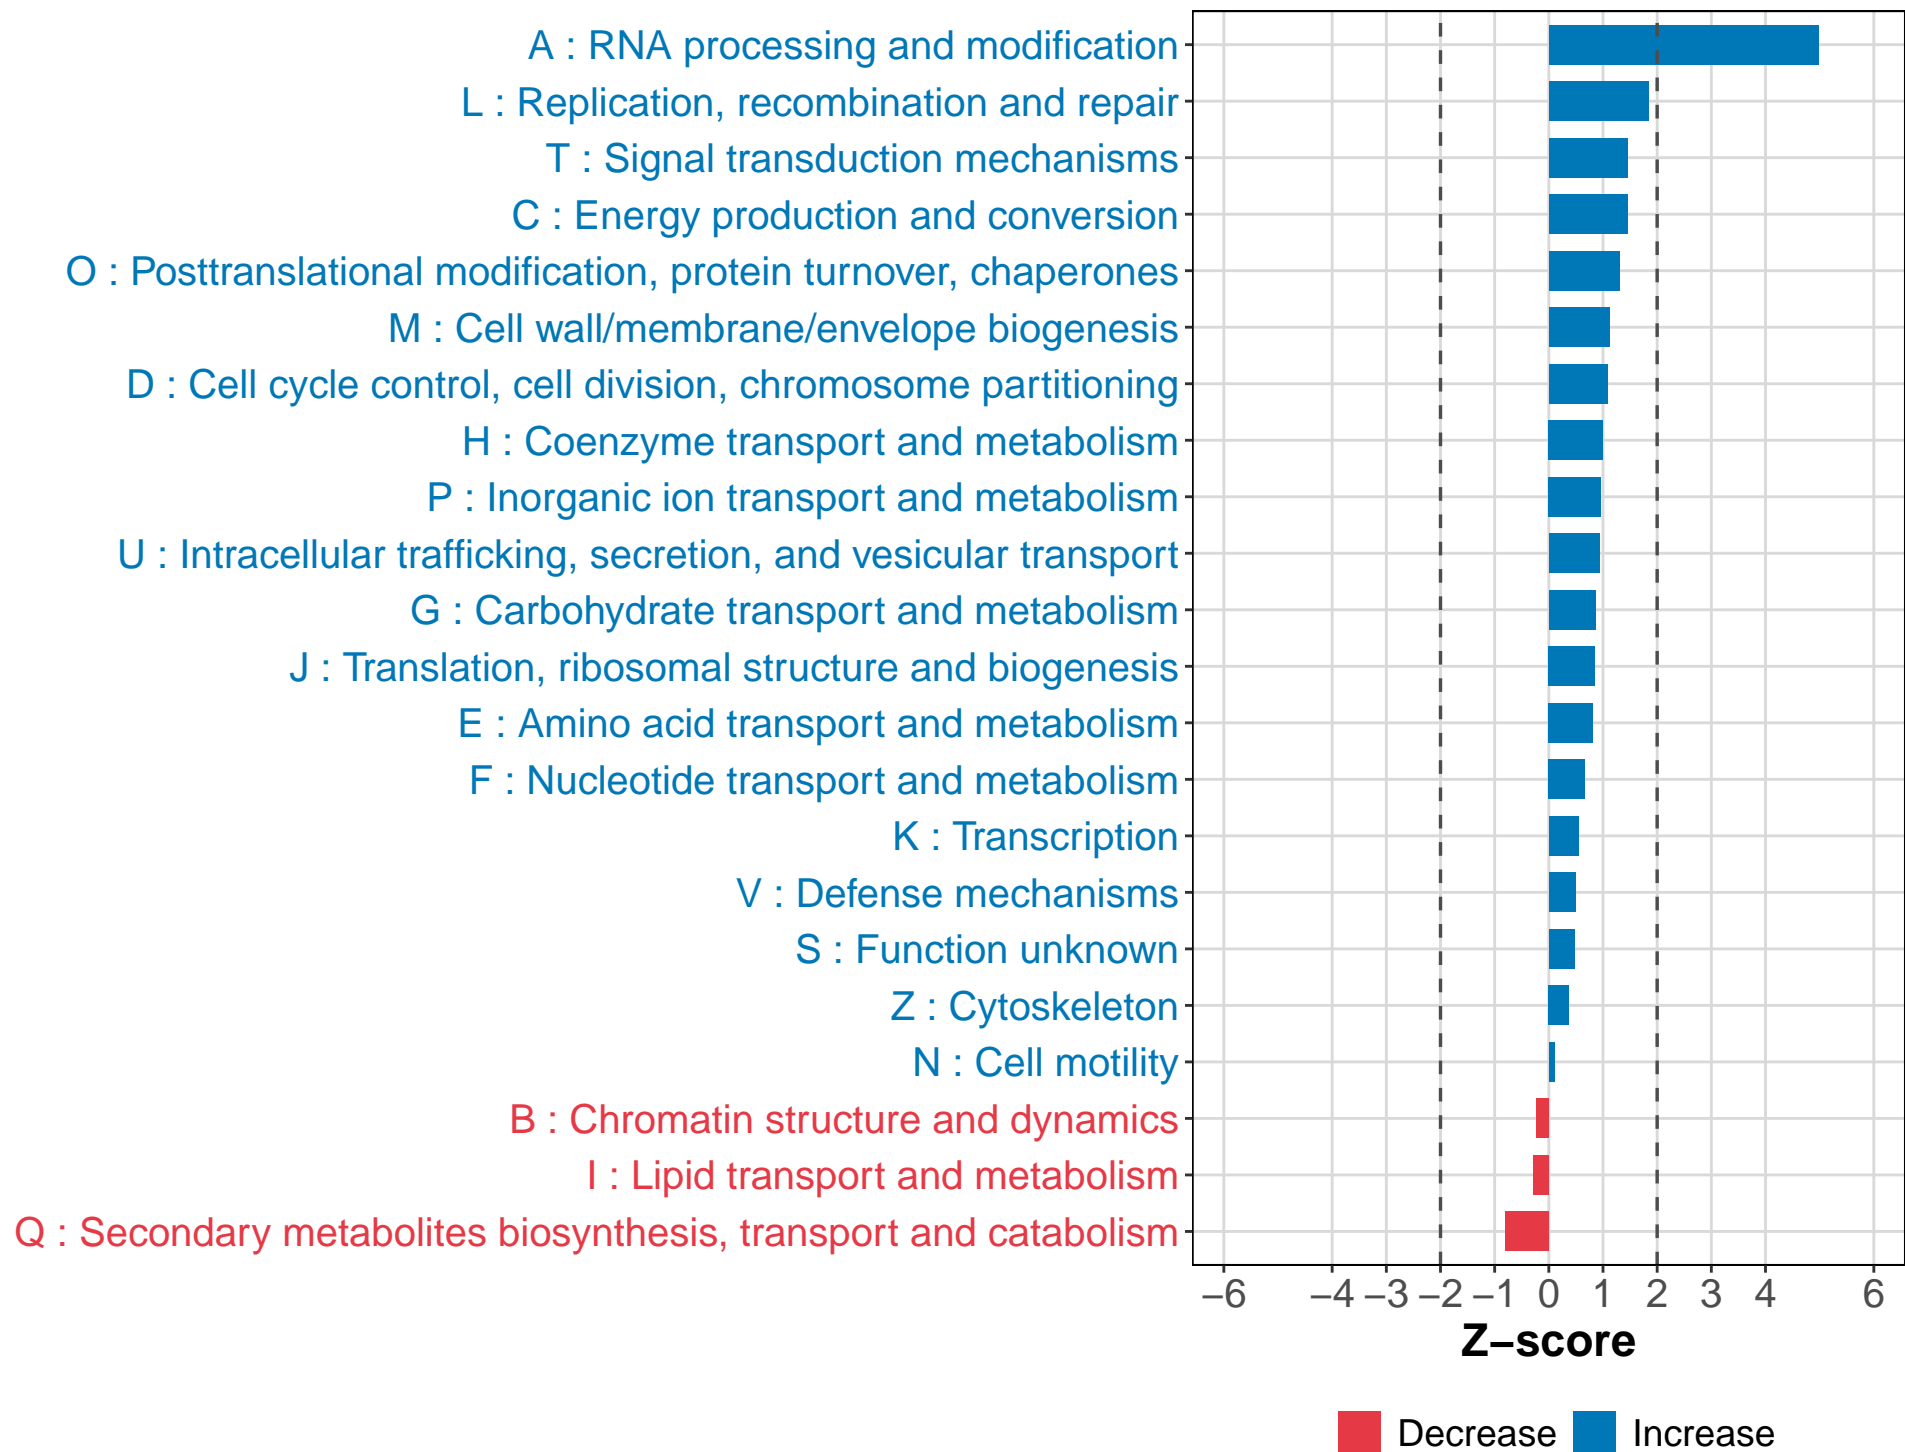 A : RNA processing and modification
L : Replication, recombination and repair
T : Signal transduction mechanisms
C : Energy production and conversion
O : Posttranslational modification, protein turnover, chaperones
M : Cell wall/membrane/envelope biogenesis
D : Cell cycle control, cell division, chromosome partitioning
H : Coenzyme transport and metabolism
P : Inorganic ion transport and metabolism
U : Intracellular trafficking, secretion, and vesicular transport
G : Carbohydrate transport and metabolism
J : Translation, ribosomal structure and biogenesis
E : Amino acid transport and metabolism
F : Nucleotide transport and metabolism
K : Transcription
V : Defense mechanisms
S : Function unknown
Z : Cytoskeleton
N : Cell motility
B : Chromatin structure and dynamics
I : Lipid transport and metabolism
Q : Secondary metabolites biosynthesis, transport and catabolism
−6 −4 −3 −2 −1 0 1 2 3 4 6
Z−score
Decrease Increase